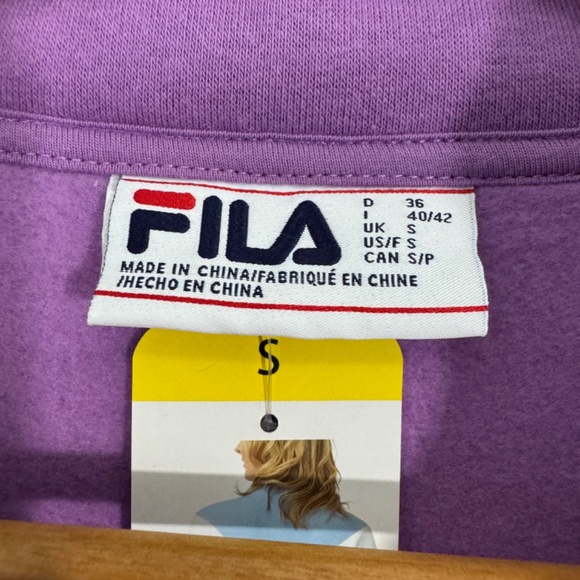 FILA
D 36
I 40/42
UK S
US/F S
CAN S/P
MADE IN CHINA/FABRIQUÉ EN CHINE
/HECHO EN CHINA
S